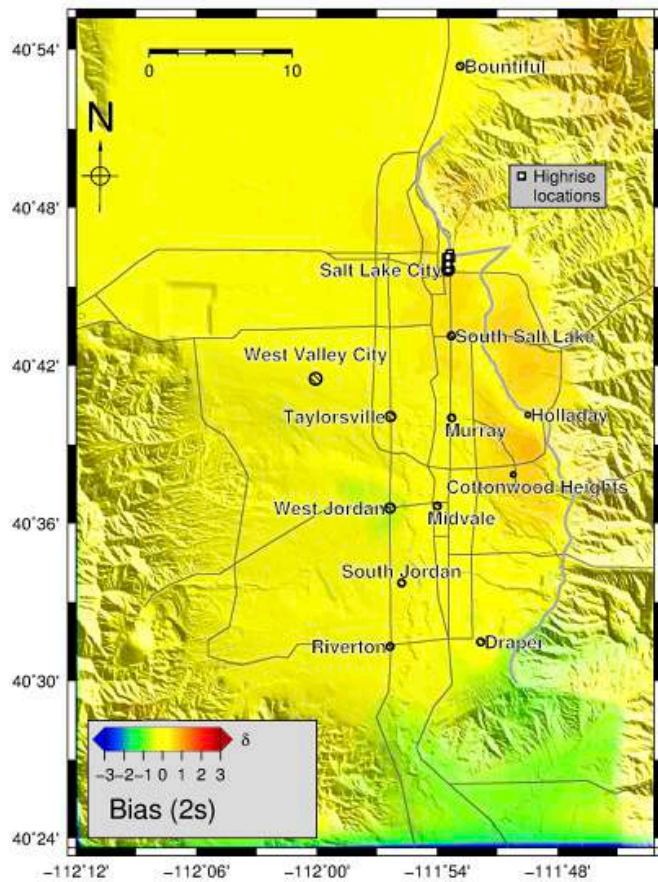 40°54'
40°48'
40°42'
40°36'
40°30'
40°24'
0 10
Bountiful
N
Highrise
locations
Salt Lake City
South Salt Lake
West Valley City
Taylorsville
Holladay
Murray
Cottonwood Heights
West Jordan
Midvale
South Jordan
Riverton
Draper
δ
−3−2−1 0 1 2 3
Bias (2s)
−112°12' −112°06' −112°00' −111°54' −111°48'